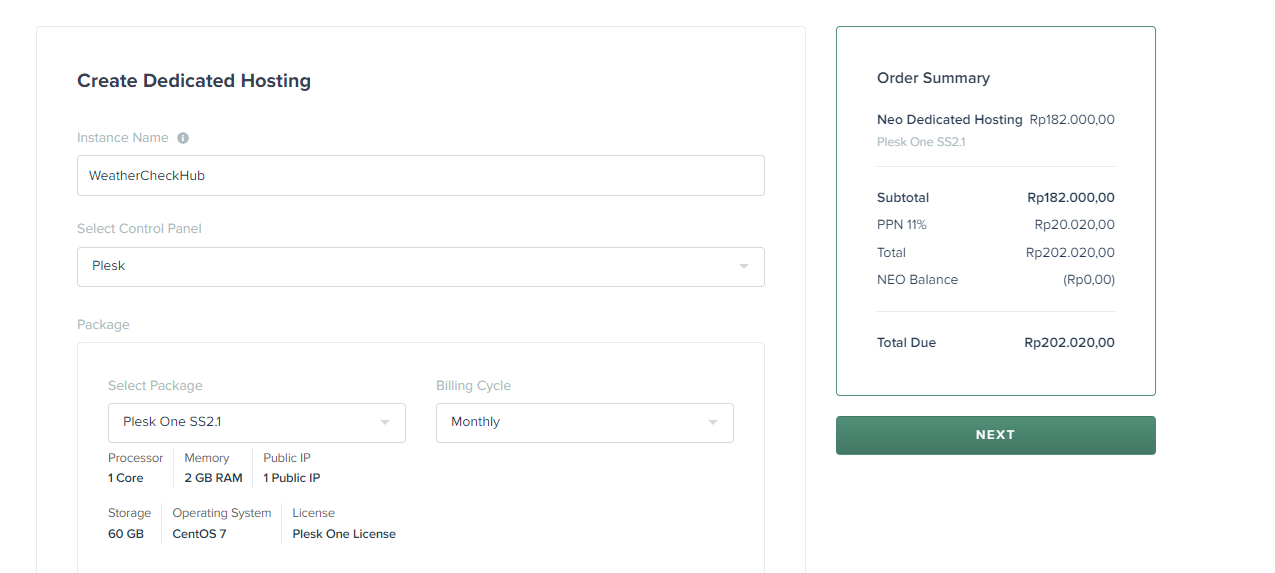 Create Dedicated Hosting
Instance Name
WeatherCheckHub
Select Control Panel
Plesk
Package
Select Package
Billing Cycle
Plesk One SS2.1
Monthly
Processor
Memory
Public IP
1 Core
2 GB RAM
1 Public IP
Storage
Operating System
License
60 GB
CentOS 7
Plesk One License
Order Summary
Neo Dedicated Hosting Rp182.000,00
Plesk One SS2.1
Subtotal Rp182.000,00
PPN 11% Rp20.020,00
Total Rp202.020,00
NEO Balance (Rp0,00)
Total Due Rp202.020,00
NEXT